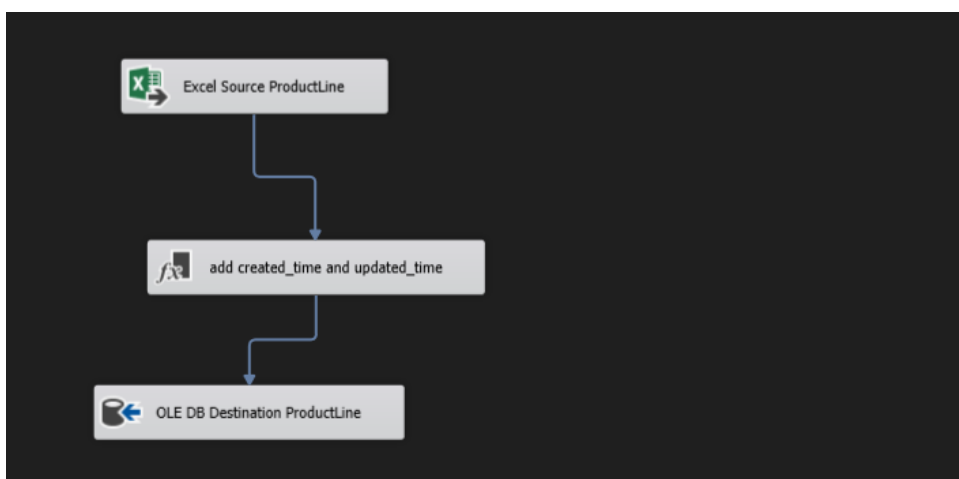 Excel Source ProductLine
add created_time and updated_time
OLE DB Destination ProductLine